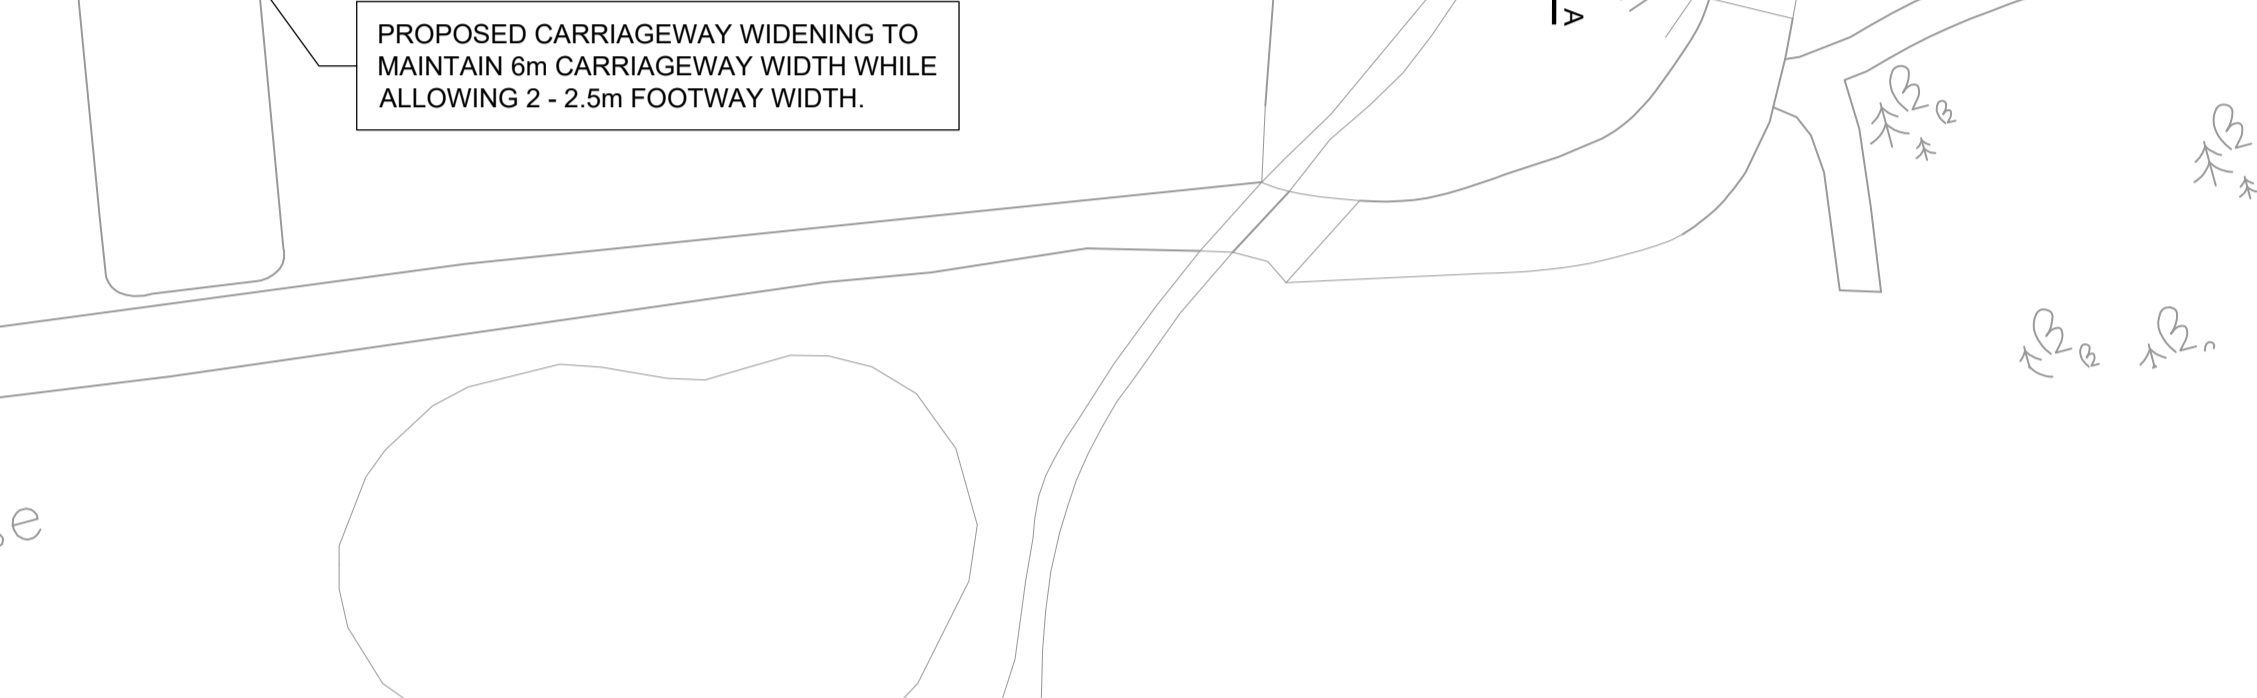 PROPOSED CARRIAGEWAY WIDENING TO
MAINTAIN 6m CARRIAGEWAY WIDTH WHILE
ALLOWING 2 - 2.5m FOOTWAY WIDTH.
A
e